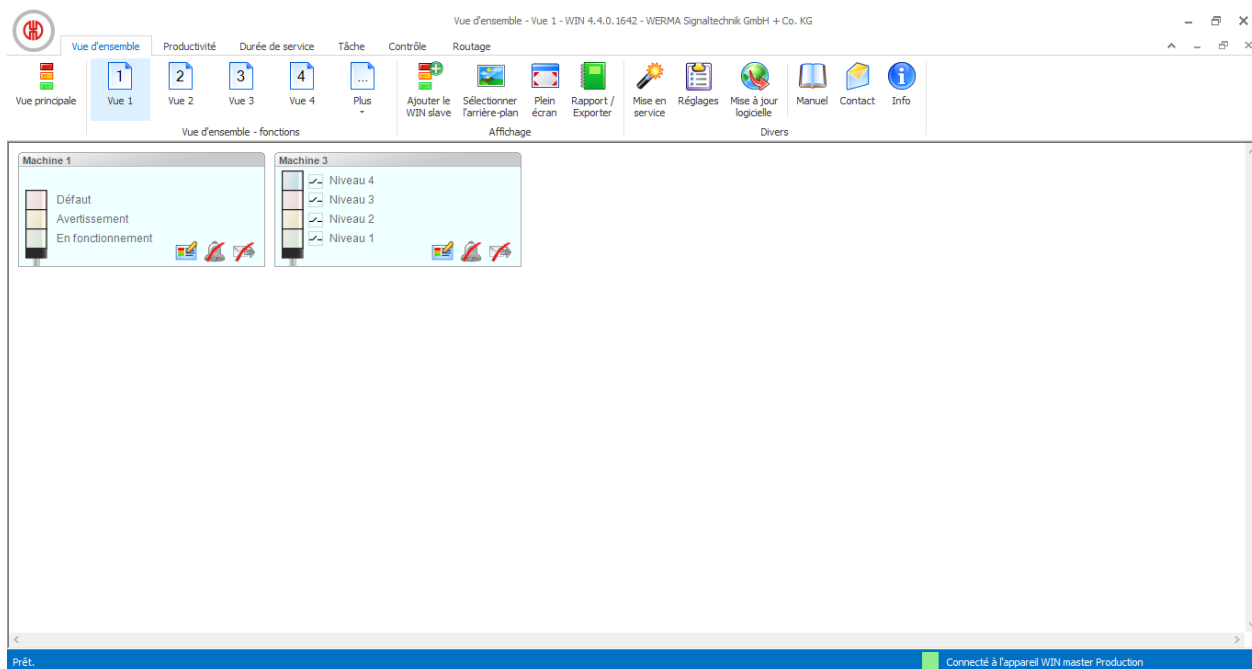 Vue d'ensemble - Vue 1 - WIN 4.4.0.1642 - WERMA Signaltechnik GmbH + Co. KG
Vue d'ensemble Productivité Durée de service Tâche Contrôle Routage
Vue principale
1
Vue 1
2
Vue 2
3
Vue 3
4
Vue 4
...
Plus
Ajouter le
WIN slave
Sélectionner
l'arrière-plan
Plein
écran
Rapport /
Exporter
Mise en
service
Réglages
Mise à jour
logicielle
Manuel
Contact
Info
Vue d'ensemble - fonctions
Affichage
Divers
Machine 1
Défaut
Avertissement
En fonctionnement
Machine 3
Niveau 4
Niveau 3
Niveau 2
Niveau 1
Prêt.
Connecté à l'appareil WIN master Production